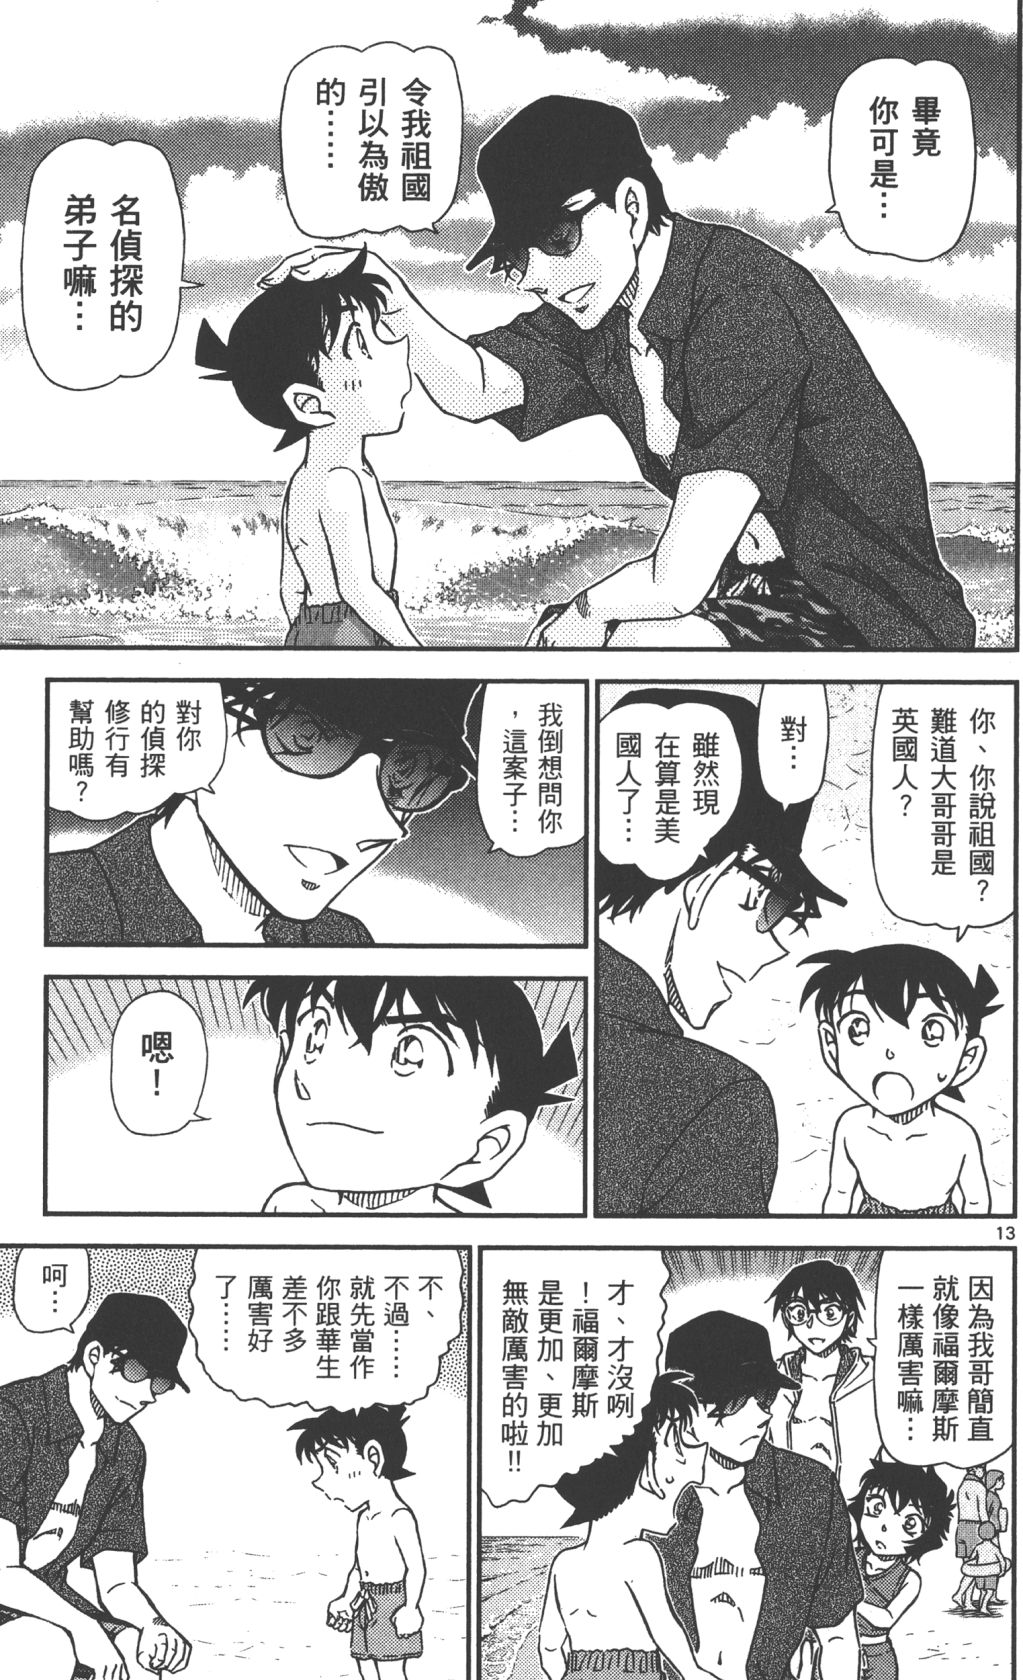 畢竟
你可是…
令我祖國
引以為傲
的……
名偵探的
弟子嘛…
你、你說祖國？
難道大哥哥是
英國人？
對…
雖然現
在算是美
國人了…
我倒想問你
，這案子…
對你
的偵探
修行有
幫助嗎？
嗯！
13
因為我哥簡直
就像福爾摩斯
一樣厲害嘛…
才、才沒咧
！福爾摩斯
是更加、更加
無敵厲害的啦!!
不、
不過……
就先當作
你跟華生
差不多
厲害好
了……
呵…